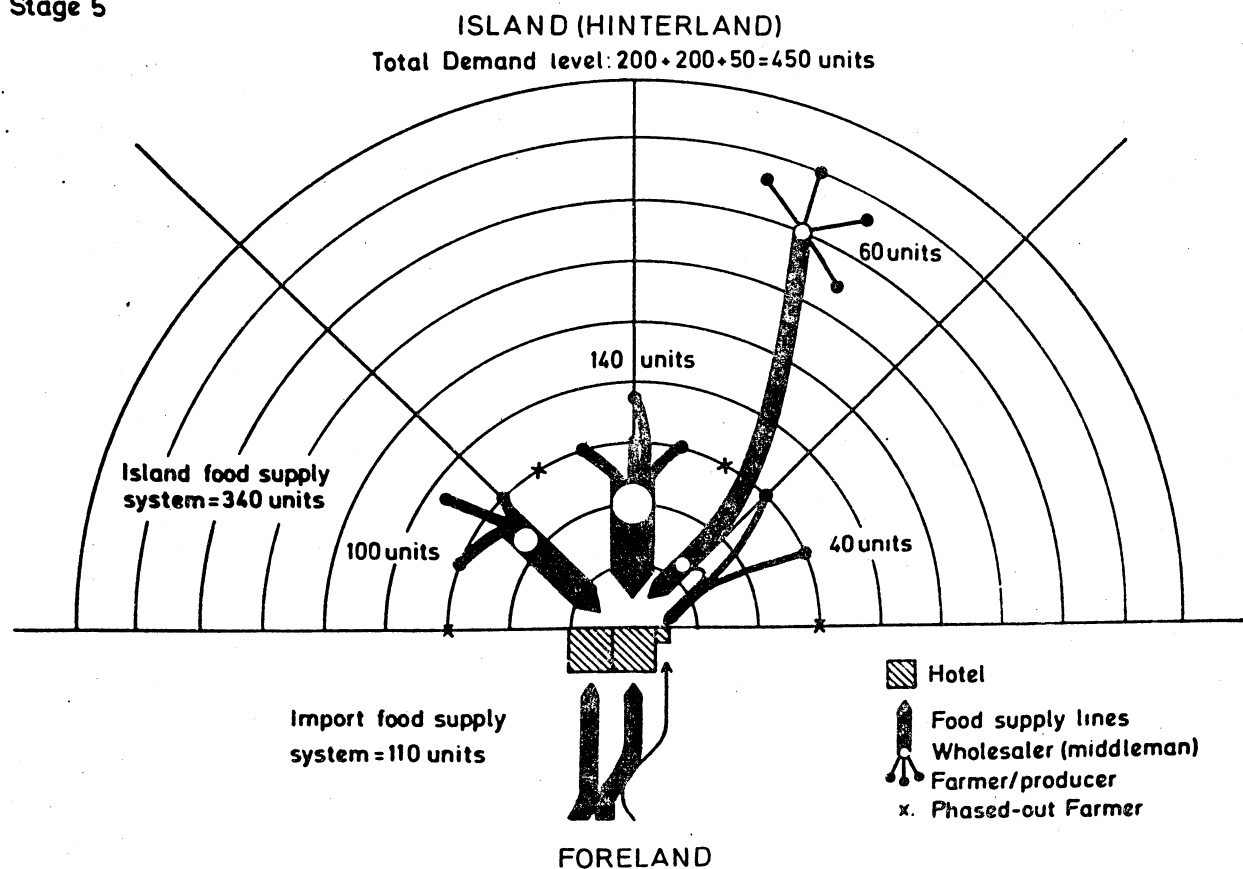 Stage 5
ISLAND (HINTERLAND)
Total Demand level: 200+200+50=450 units
60 units
140 units
Island food supply
system=340 units
100 units
40 units
Import food supply
system=110 units
Hotel
Food supply lines
Wholesaler (middleman)
Farmer/producer
x. Phased-out Farmer
FORELAND